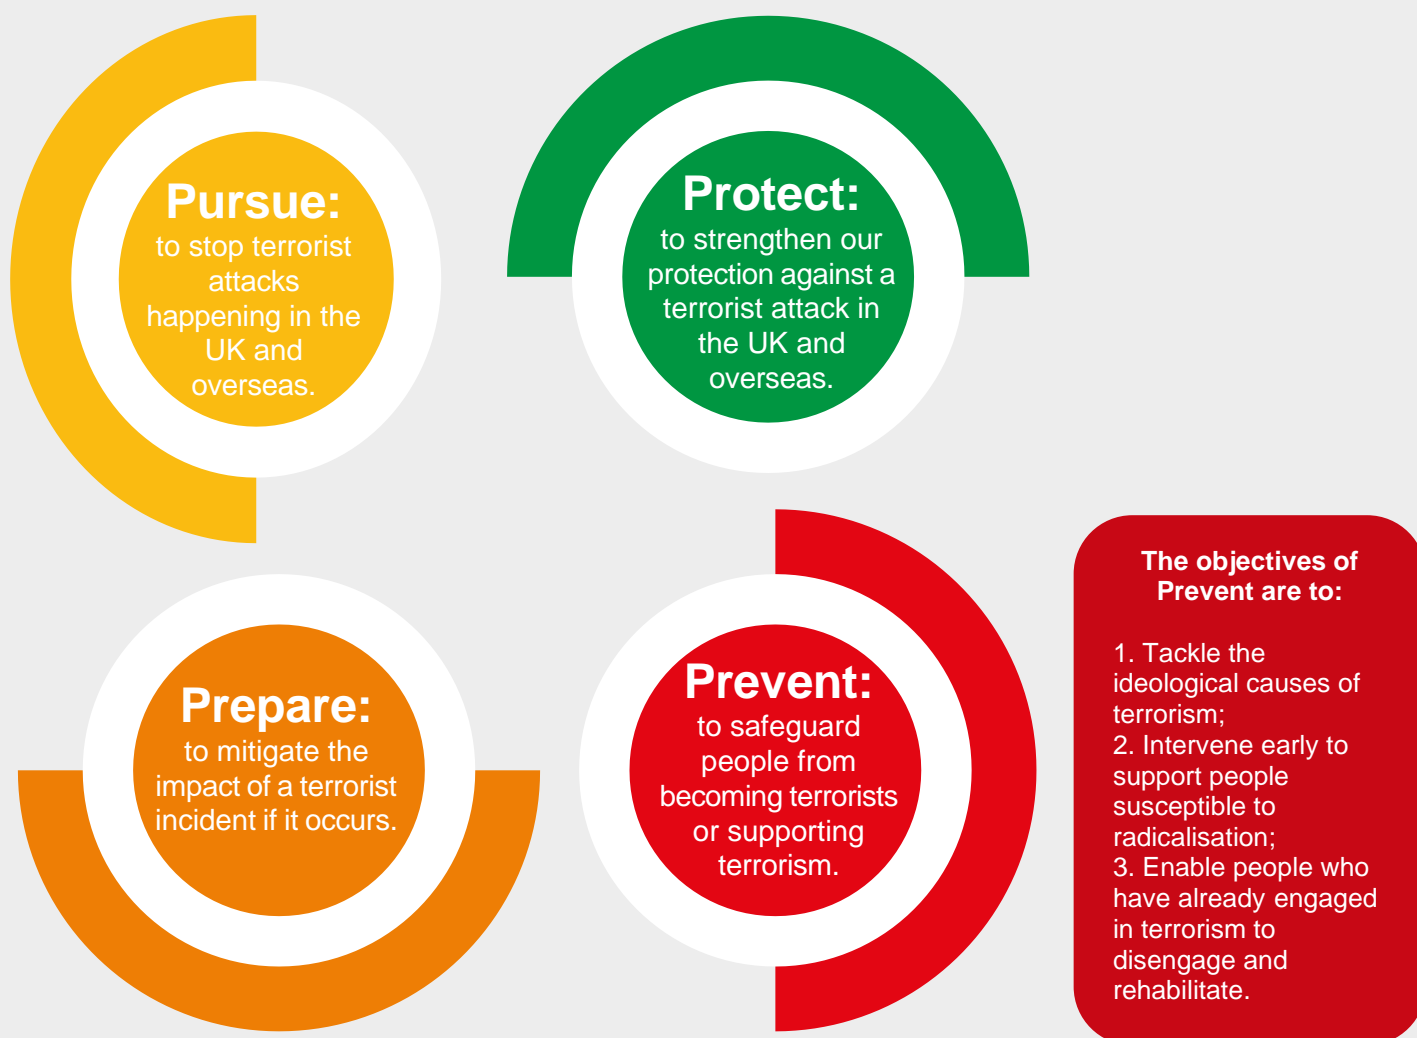 Pursue:
to stop terrorist
attacks
happening in the
UK and
overseas.
Protect:
to strengthen our
protection against a
terrorist attack in
the UK and
overseas.
Prepare:
to mitigate the
impact of a terrorist
incident if it occurs.
Prevent:
to safeguard
people from
becoming terrorists
or supporting
terrorism.
The objectives of
Prevent are to:
1. Tackle the
ideological causes of
terrorism;
2. Intervene early to
support people
susceptible to
radicalisation;
3. Enable people who
have already engaged
in terrorism to
disengage and
rehabilitate.